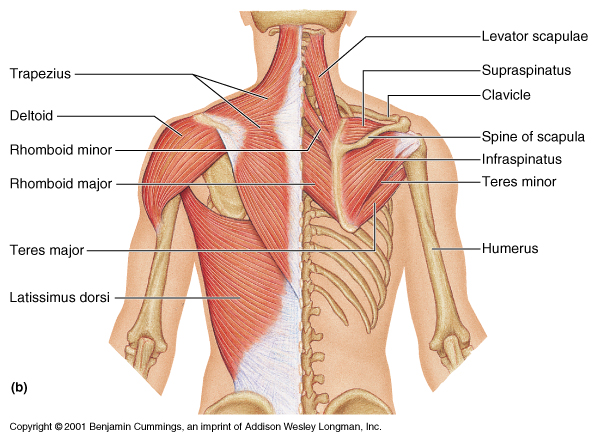 Trapezius
Deltoid
Rhomboid minor
Rhomboid major
Teres major
Latissimus dorsi
Levator scapulae
Supraspinatus
Clavicle
Spine of scapula
Infraspinatus
Teres minor
Humerus
(b)
Copyright © 2001 Benjamin Cummings, an imprint of Addison Wesley Longman, Inc.